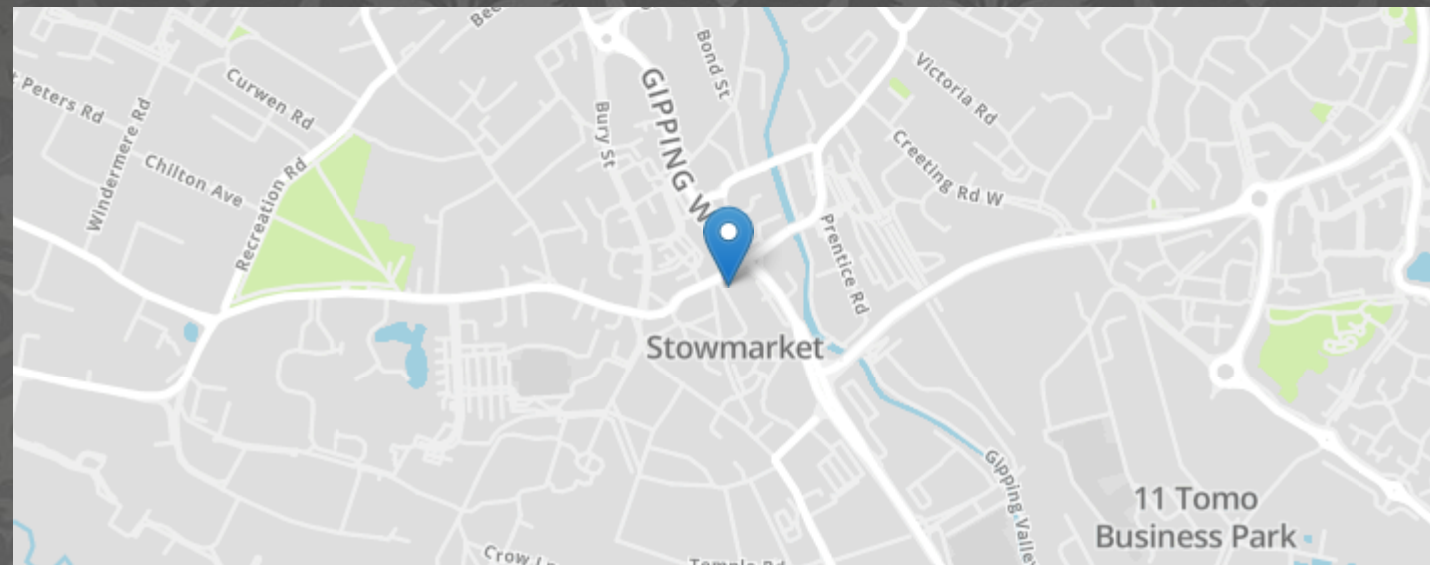 Bond St
GIPPING W
Victoria Rd
Curwen Rd
t Peters Rd
Windermere Rd
Bury St
Chilton Ave
Recreation Rd
Creeting Rd W
Prentice Rd
Stowmarket
Gipping Valle
11 Tomo
Business Park